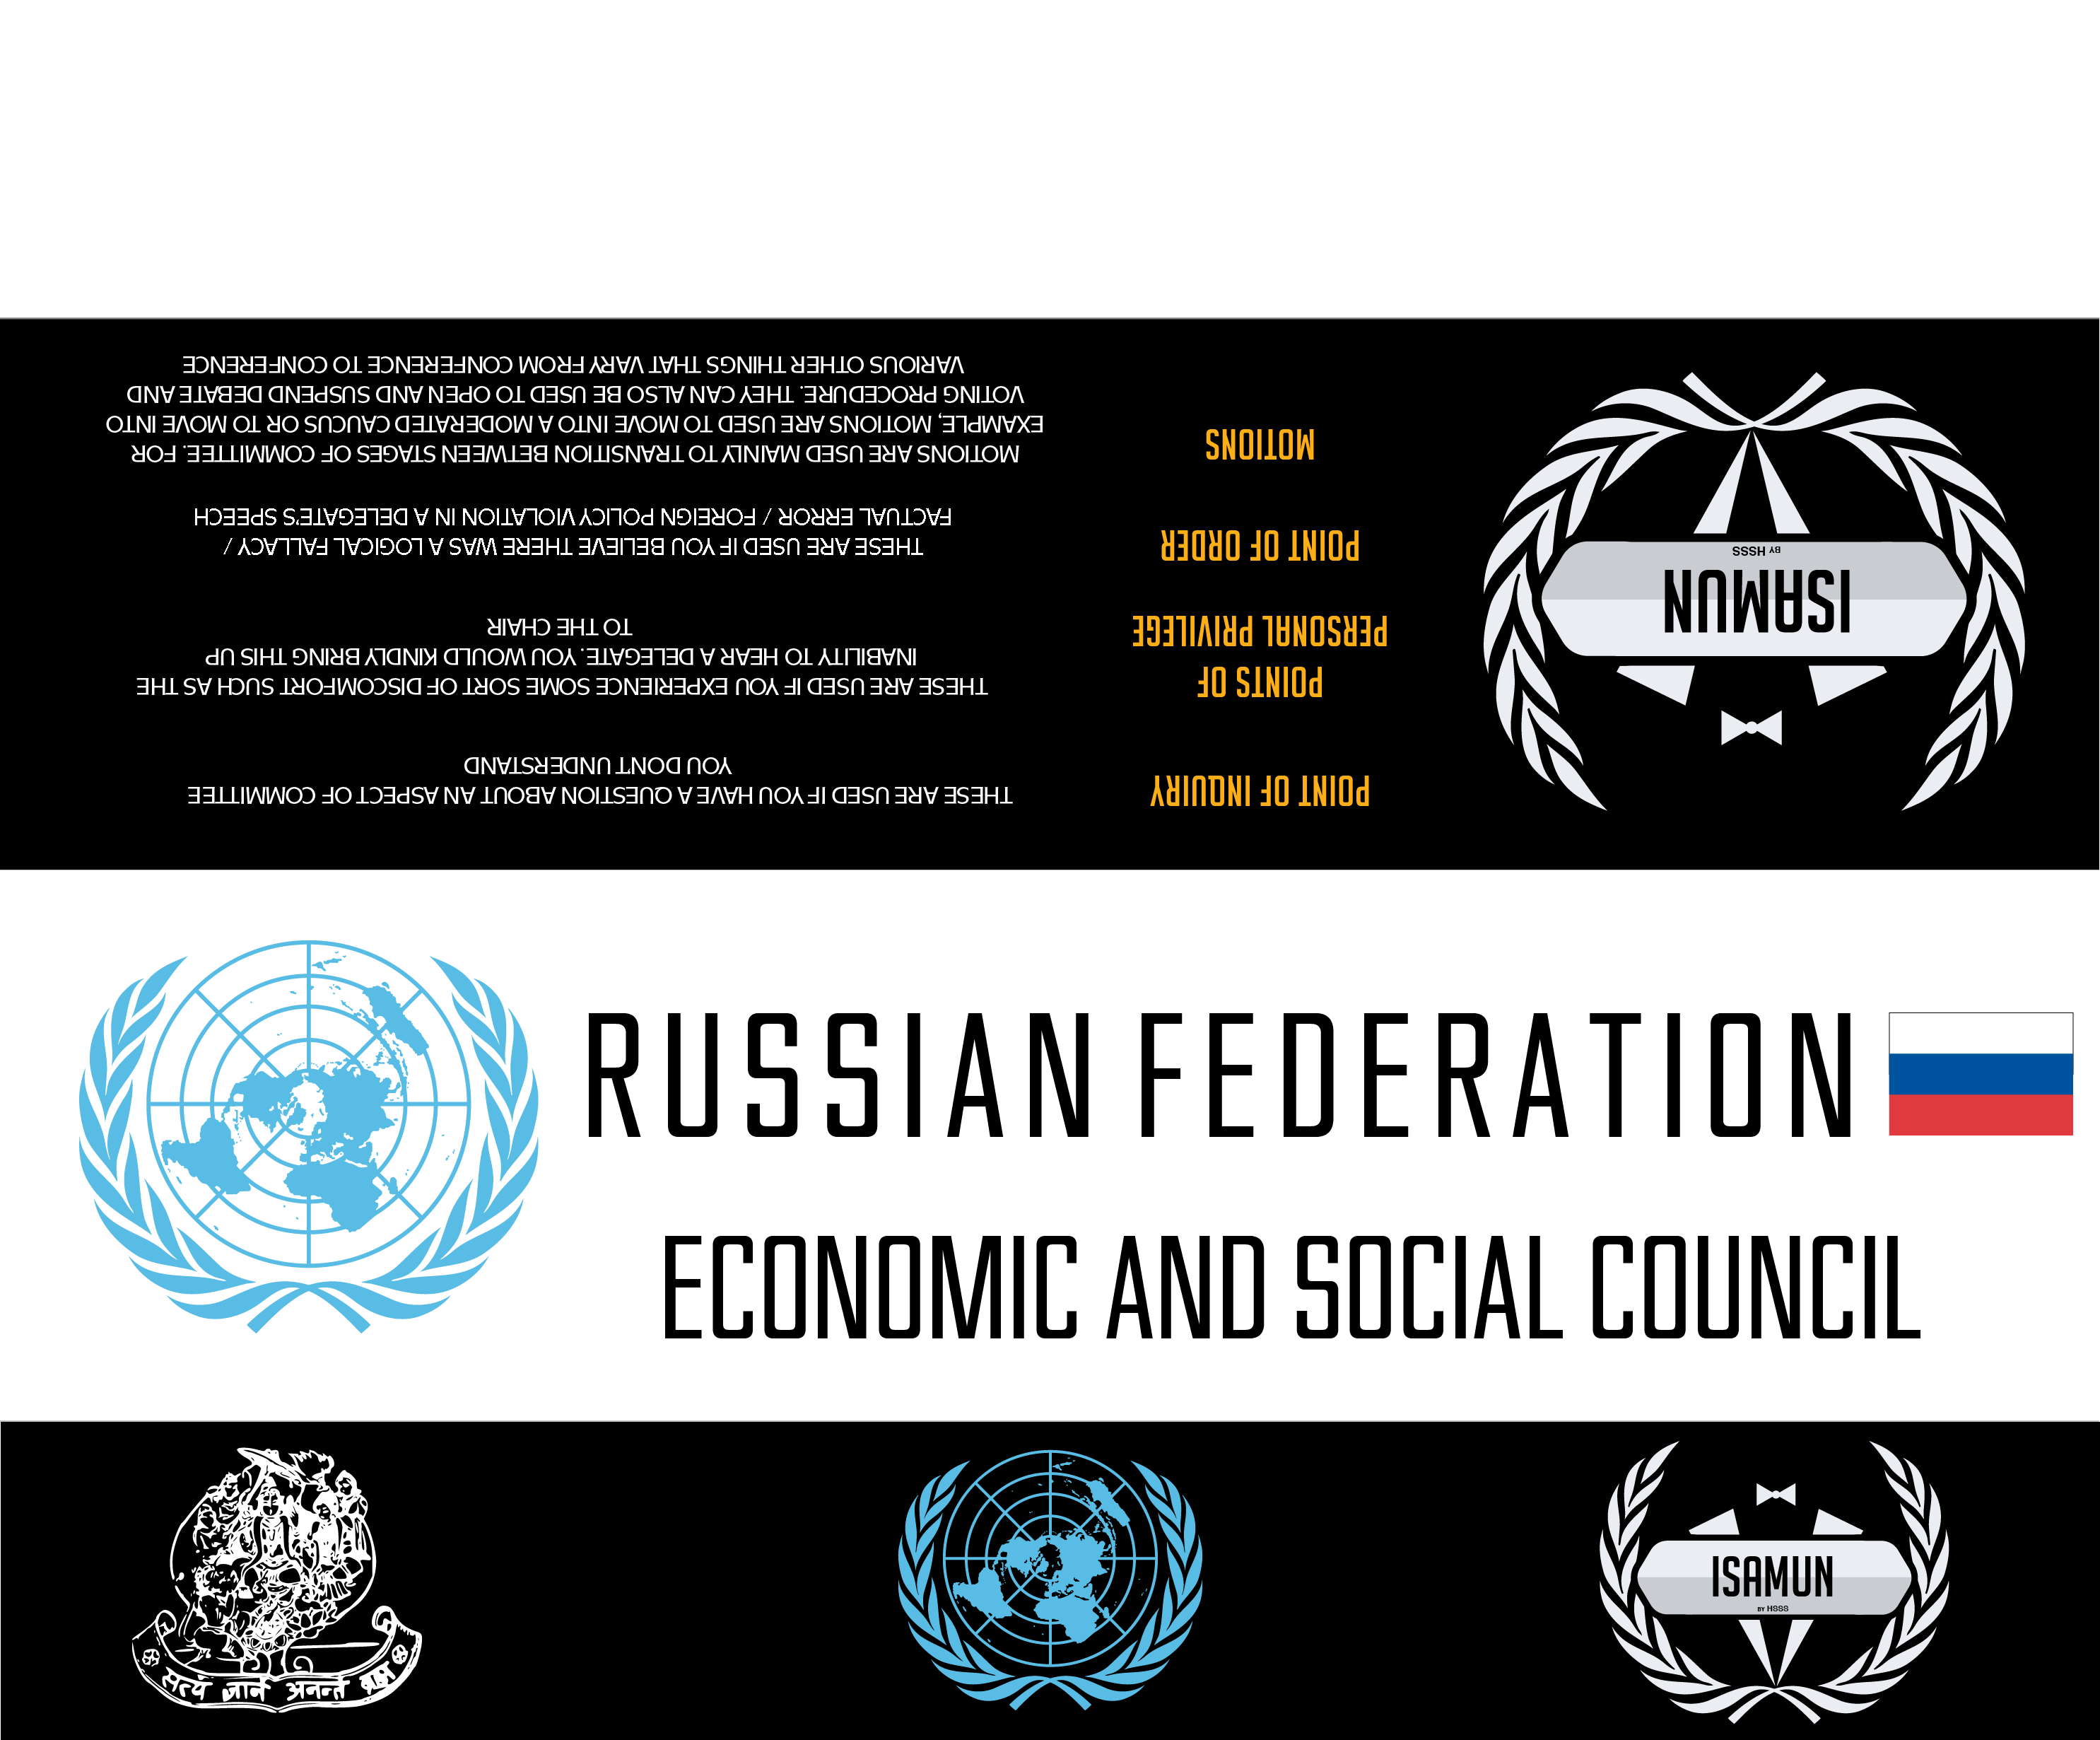 POINT OF INQUIRY
THESE ARE USED IF YOU HAVE A QUESTION ABOUT AN ASPECT OF COMMITTEE
YOU DON'T UNDERSTAND
POINTS OF
PERSONAL PRIVILEGE
THESE ARE USED IF YOU EXPERIENCE SOME SORT OF DISCOMFORT SUCH AS THE
INABILITY TO HEAR A DELEGATE. YOU WOULD KINDLY BRING THIS UP
TO THE CHAIR
POINT OF ORDER
THESE ARE USED IF YOU BELIEVE THERE WAS A LOGICAL FALLACY /
FACTUAL ERROR / FOREIGN POLICY VIOLATION IN A DELEGATE'S SPEECH
MOTIONS
MOTIONS ARE USED MAINLY TO TRANSITION BETWEEN STAGES OF COMMITTEE. FOR
EXAMPLE, MOTIONS ARE USED TO MOVE INTO A MODERATED CAUCUS OR TO MOVE INTO
VOTING PROCEDURE. THEY CAN ALSO BE USED TO OPEN AND SUSPEND DEBATE AND
VARIOUS OTHER THINGS THAT VARY FROM CONFERENCE TO CONFERENCE
ISAMUN
BY HSSS
RUSSIAN FEDERATION
ECONOMIC AND SOCIAL COUNCIL
सत्यं ज्ञानं अनन्तं
ISAMUN
BY HSSS